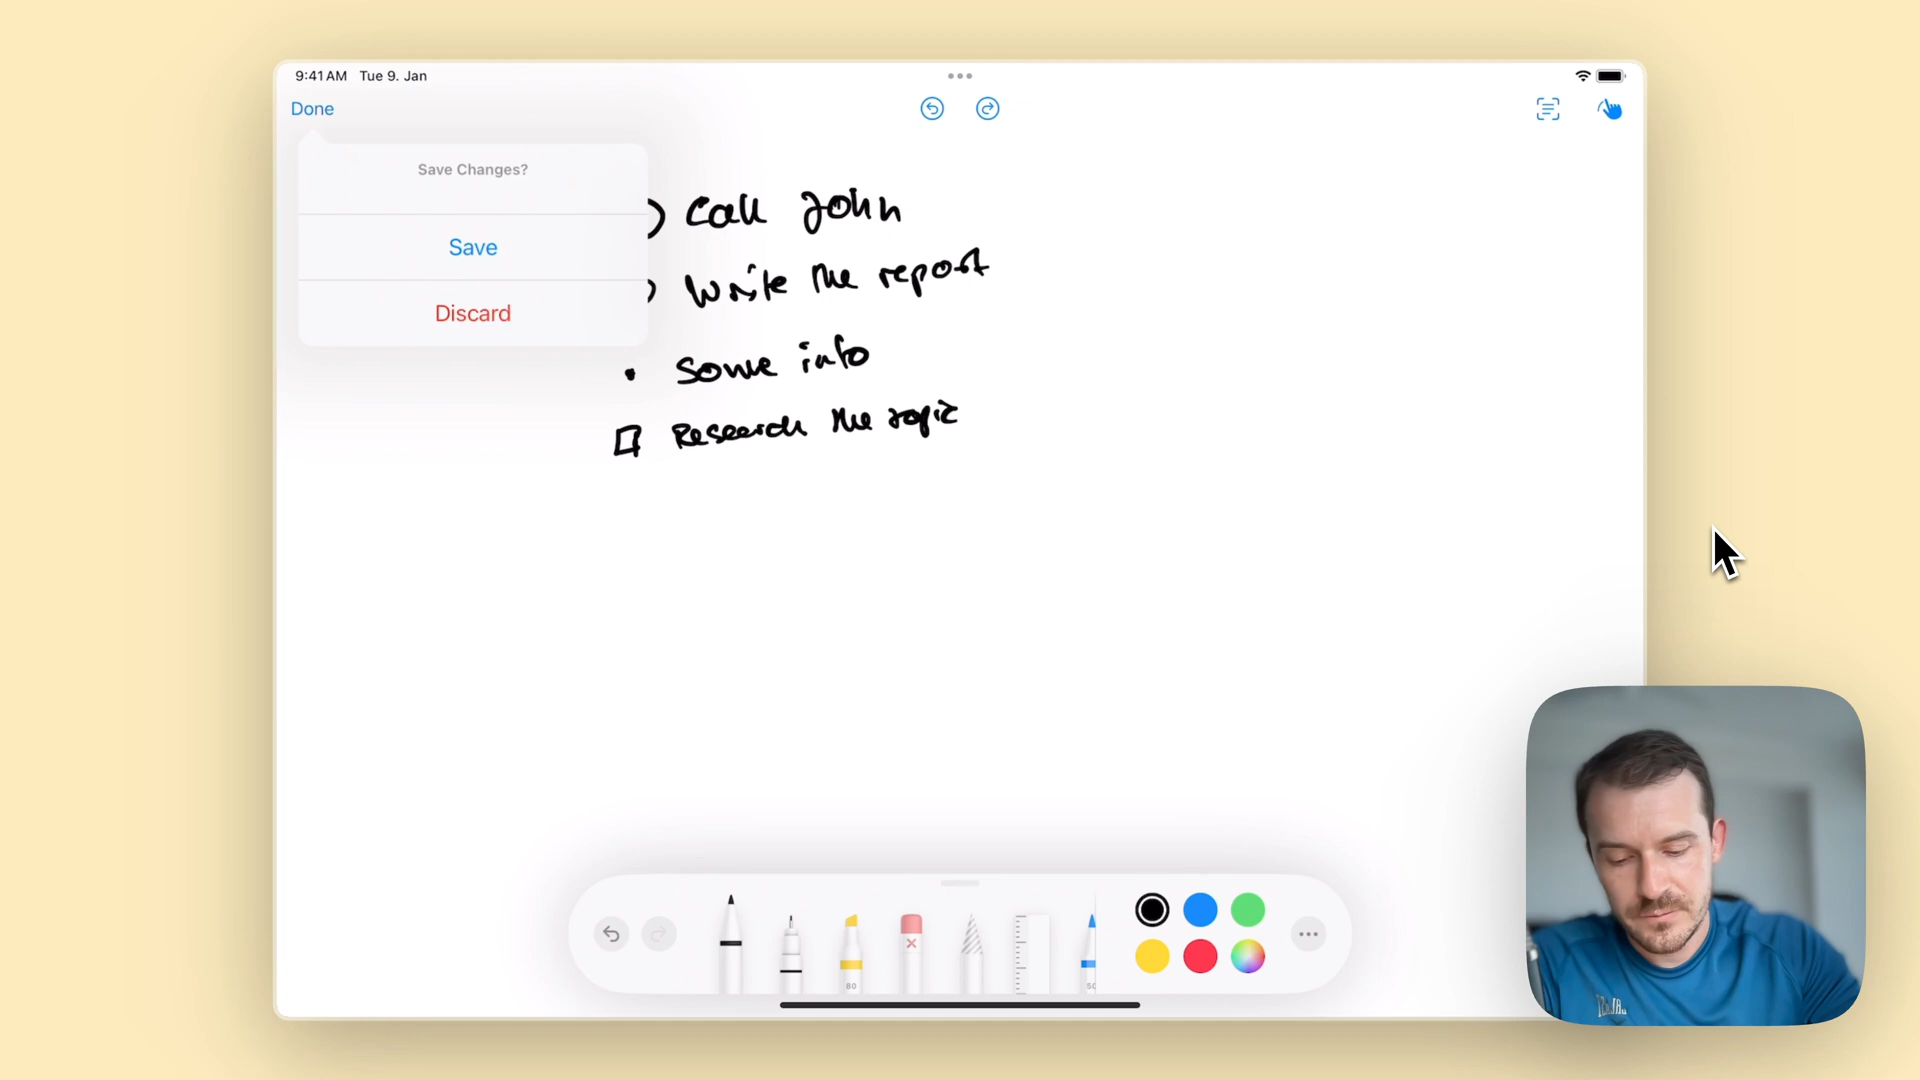 9:41 AM Tue 9. Jan
Done
Save Changes?
Save
Discard
Call John
Write the report
• Some info
Research the topic
80